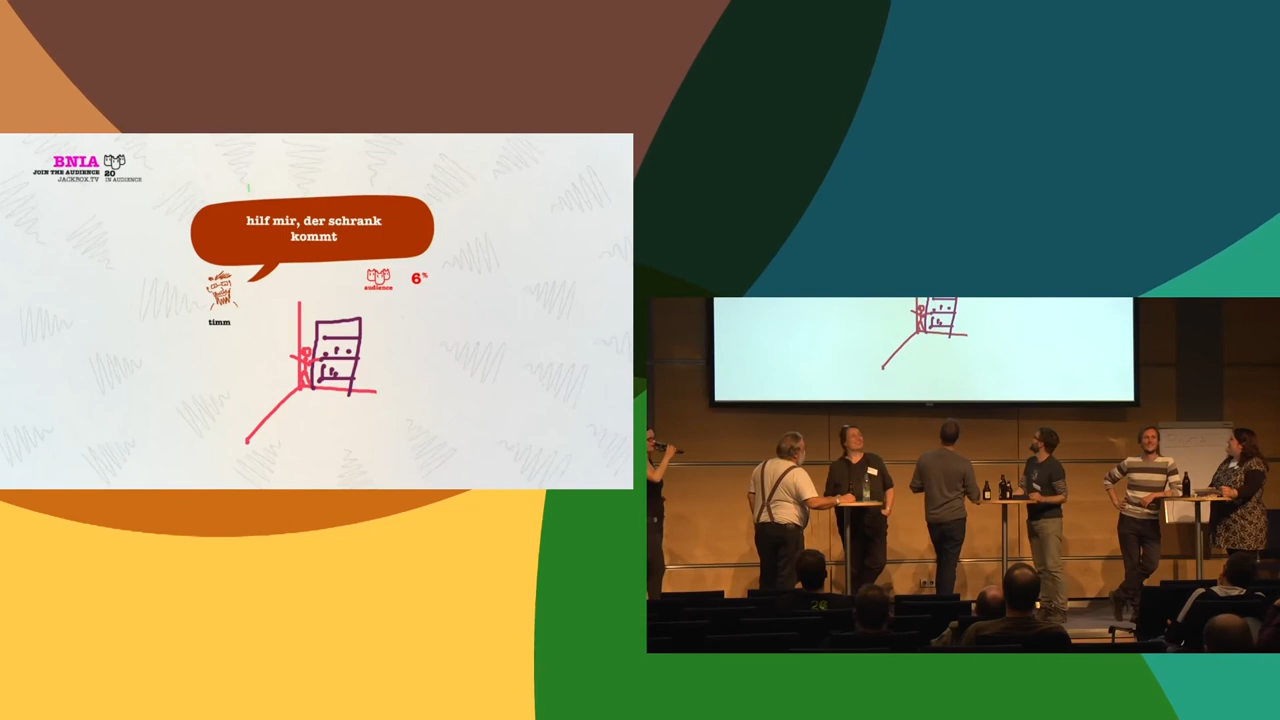 BNIA
JOIN THE AUDIENCE
JACKBOX.TV
20
IN AUDIENCE
hilf mir, der schrank
kommt
audience
6%
timm